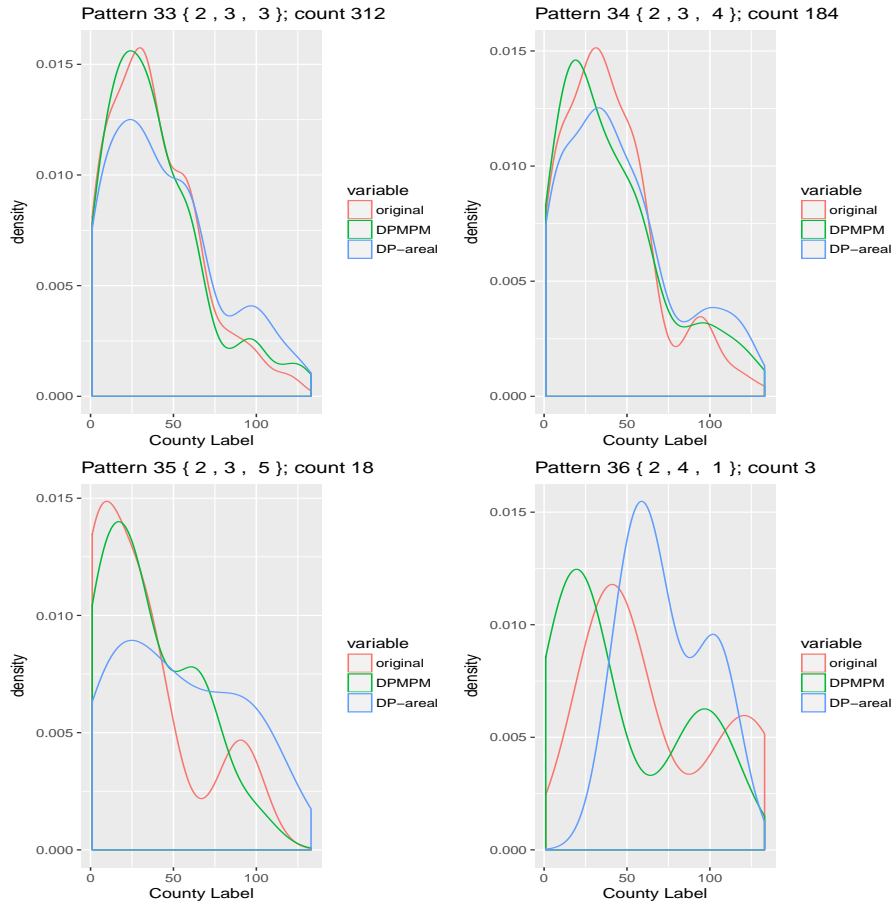 Pattern 33 { 2 , 3 , 3 }; count 312
0.015
0.010
0.005
0.000
density
0
50
100
County Label
variable
original
DPMPM
DP−areal
Pattern 34 { 2 , 3 , 4 }; count 184
0.015
0.010
0.005
0.000
density
0
50
100
County Label
variable
original
DPMPM
DP−areal
Pattern 35 { 2 , 3 , 5 }; count 18
0.015
0.010
0.005
0.000
density
0
50
100
County Label
variable
original
DPMPM
DP−areal
Pattern 36 { 2 , 4 , 1 }; count 3
0.015
0.010
0.005
0.000
density
0
50
100
County Label
variable
original
DPMPM
DP−areal